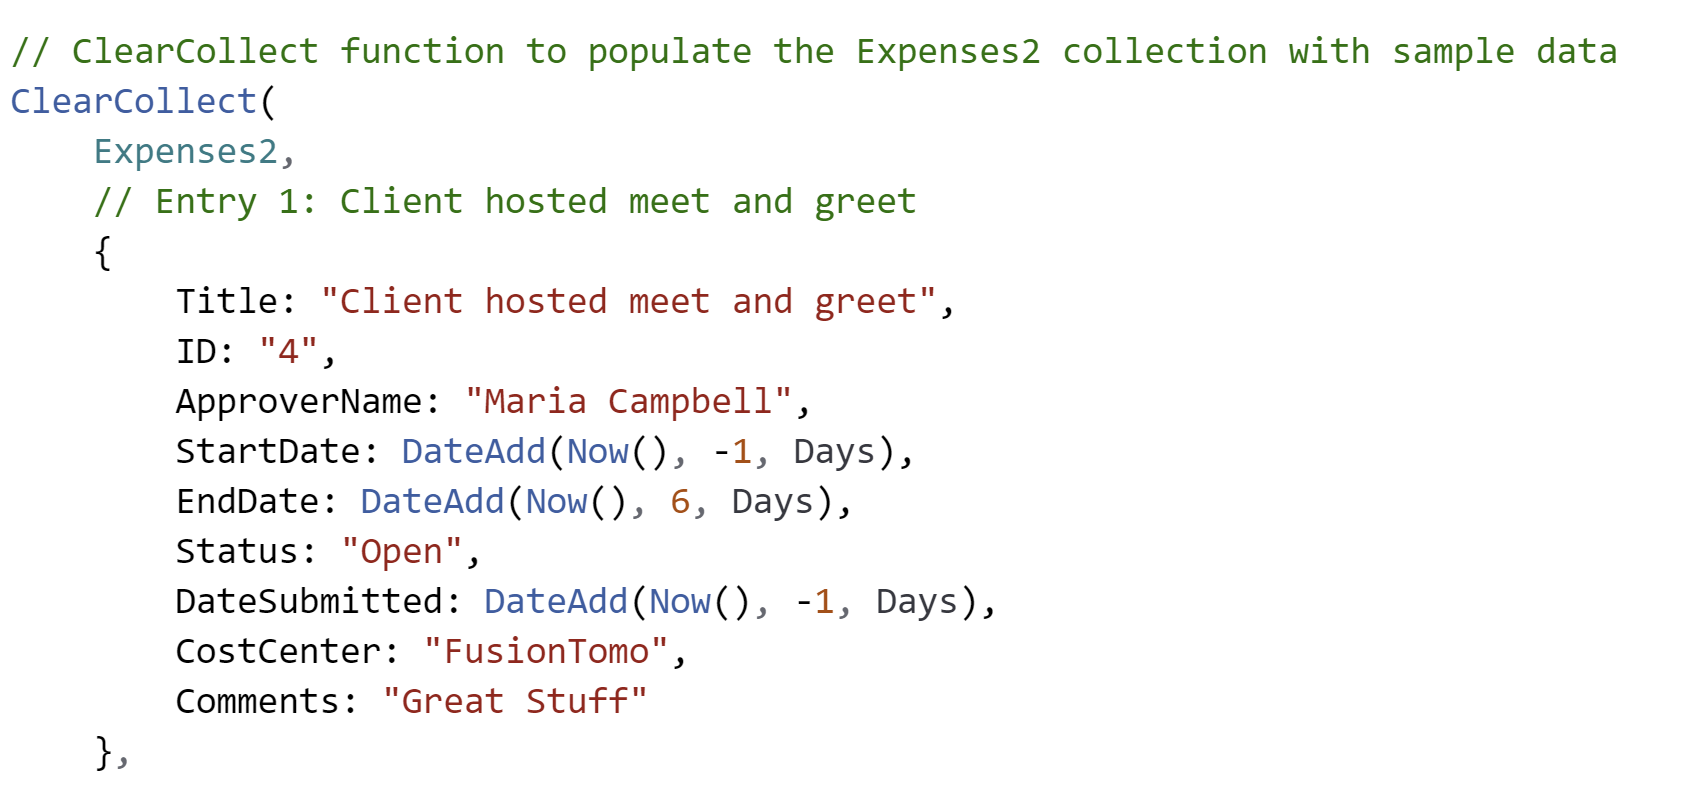 // ClearCollect function to populate the Expenses2 collection with sample data
ClearCollect(
    Expenses2,
    // Entry 1: Client hosted meet and greet
    {
        Title: "Client hosted meet and greet",
        ID: "4",
        ApproverName: "Maria Campbell",
        StartDate: DateAdd(Now(), -1, Days),
        EndDate: DateAdd(Now(), 6, Days),
        Status: "Open",
        DateSubmitted: DateAdd(Now(), -1, Days),
        CostCenter: "FusionTomo",
        Comments: "Great Stuff"
    },